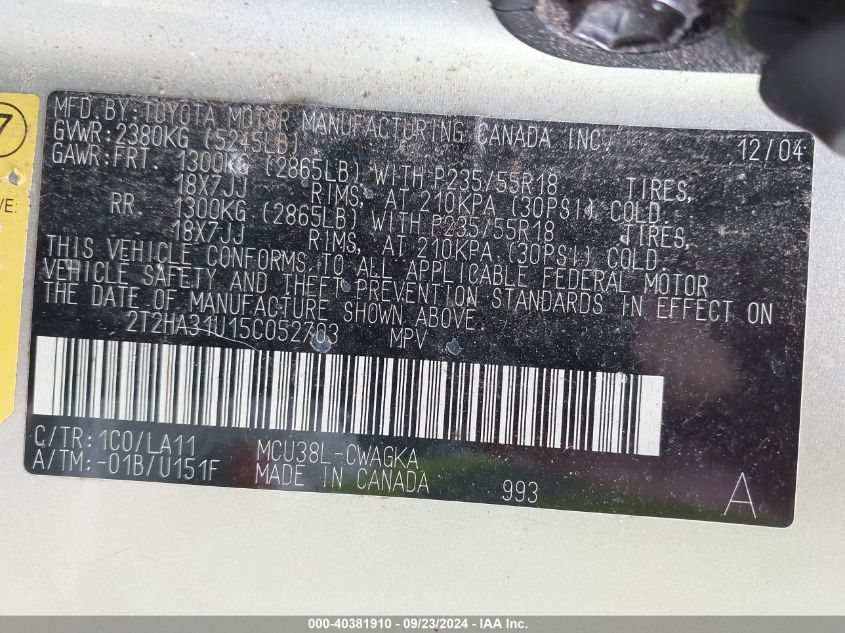 MFD.BY:TOYOTA MOTOR MANUFACTURING CANADA INC. 12/04
GVWR:2380KG (5245LB)
GAWR:FRT. 1300KG (2865LB) WITH P235/55R18 TIRES,
18X7JJ RIMS, AT 210KPA (30PSI) COLD.
RR. 1300KG (2865LB) WITH P235/55R18 TIRES,
18X7JJ RIMS, AT 210KPA (30PSI) COLD.
THIS VEHICLE CONFORMS TO ALL APPLICABLE FEDERAL MOTOR
VEHICLE SAFETY AND THEFT PREVENTION STANDARDS IN EFFECT ON
THE DATE OF MANUFACTURE SHOWN ABOVE.
2T2HA31U15C052703 MPV
C/TR:1C0/LA11 MCU38L-CWAGKA
A/TM:-01B/U151F MADE IN CANADA 993 A
7
E:
000-40381910 - 09/23/2024 - IAA Inc.